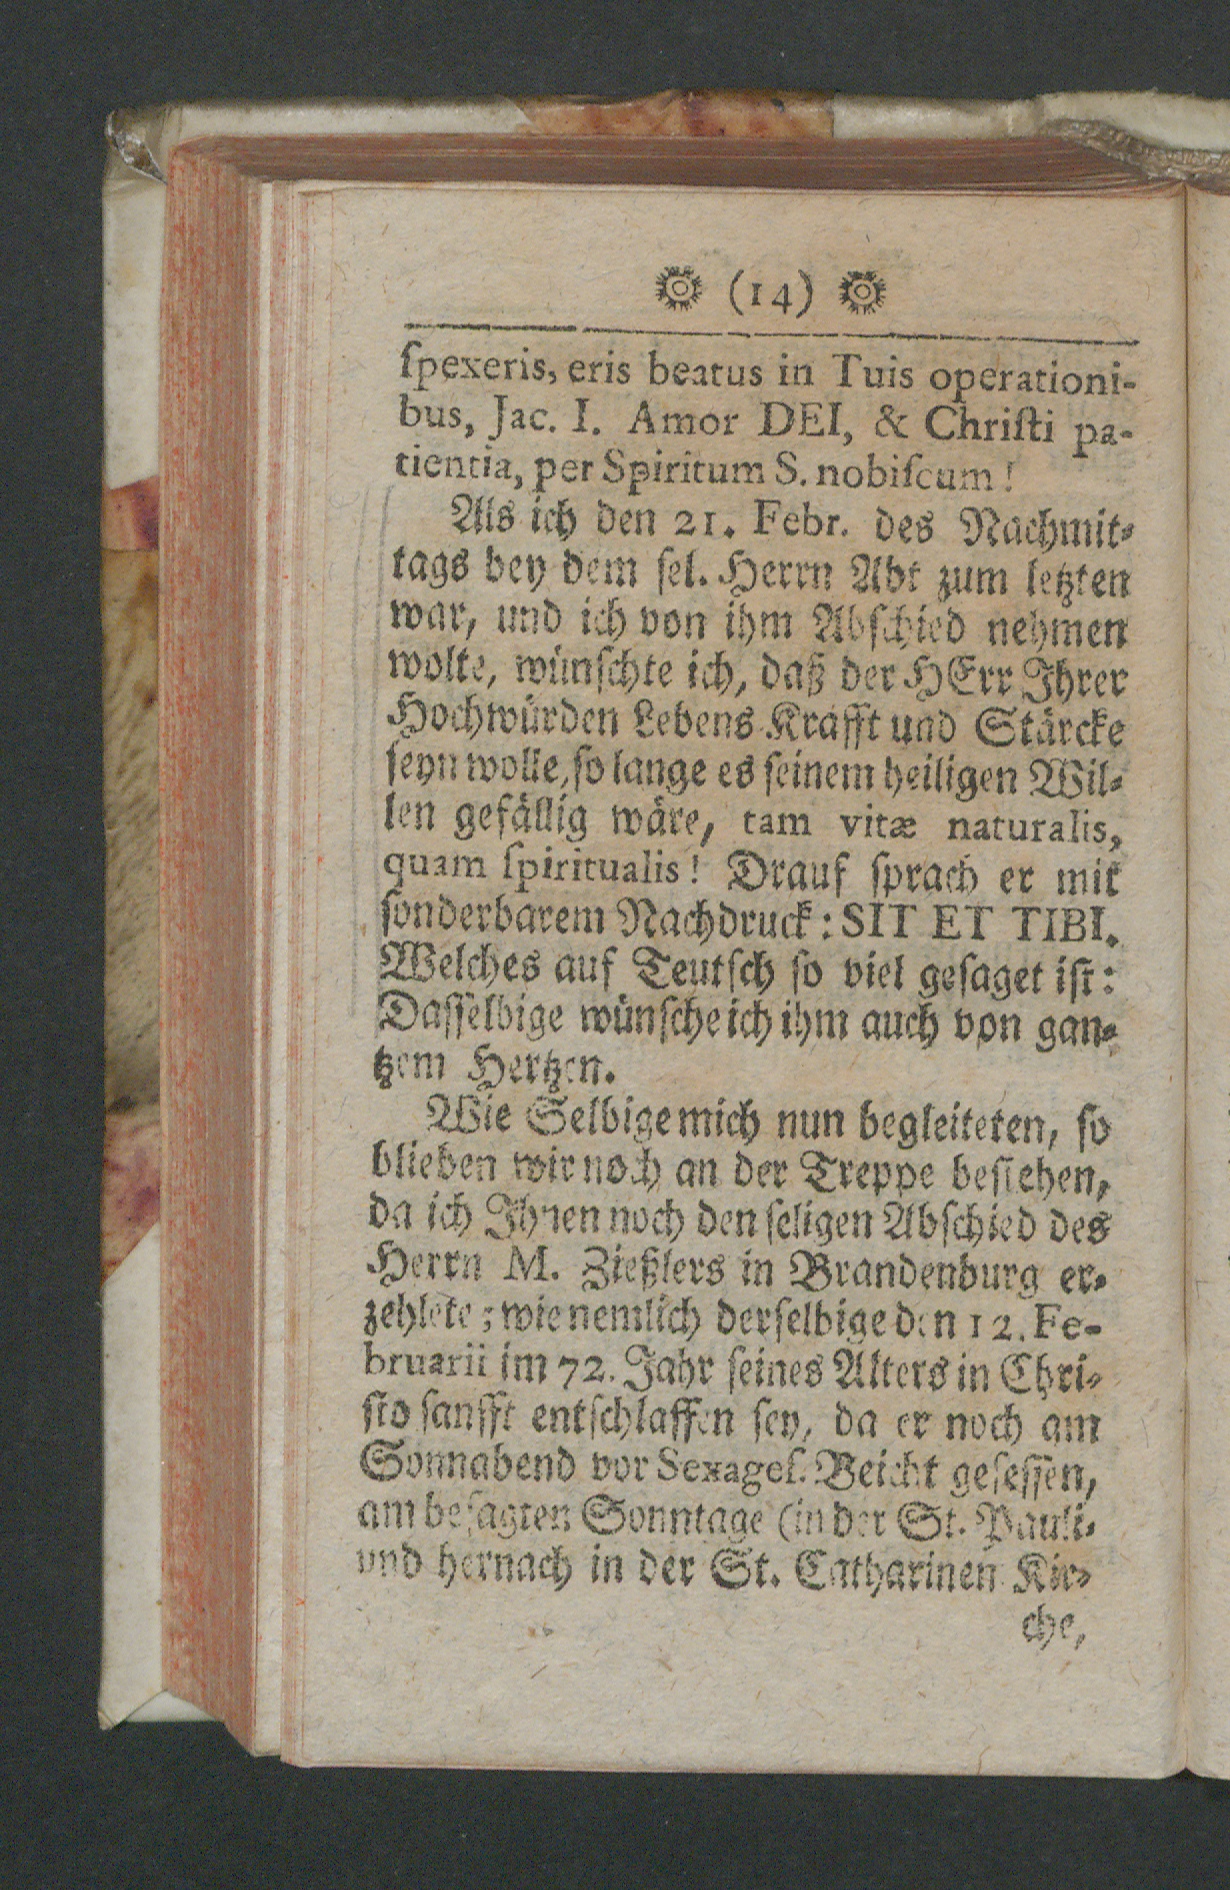 (14)
ſpexeris, eris beatus in Tuis operationi-
bus, Jac. I. Amor DEI, & Chriſti pa-
tientia, per Spiritum S. nobiſcum!
Als ich den 21. Febr. des Nachmit-
tags bey dem ſel. Herrn Abt zum letzten
war, und ich von ihm Abſchied nehmen
wolte, wünſchte ich, daß der HErr Ihrer
Hochwürden Lebens Krafft und Stärcke
ſeyn wolle, ſo lange es ſeinem heiligen Wil-
len gefällig wäre, tam vitæ naturalis,
quam ſpiritualis! Drauf ſprach er mit
ſonderbarem Nachdruck: SIT ET TIBI.
Welches auf Teutſch ſo viel geſaget iſt:
Daſſelbige wünſche ich ihm auch von gan-
tzem Hertzen.
Wie Selbige mich nun begleiteten, ſo
blieben wir noch an der Treppe beſtehen,
da ich Ihnen noch den ſeligen Abſchied des
Herrn M. Zießlers in Brandenburg er-
zehlete; wie nemlich derſelbige den 12. Fe-
bruarii im 72. Jahr ſeines Alters in Chri-
ſto ſanfft entſchlaffen ſey, da er noch am
Sonnabend vor Sexageſ. Beicht geſeſſen,
am beſagten Sonntage (in der St. Pauli-
und hernach in der St. Catharinen Kir-
che,